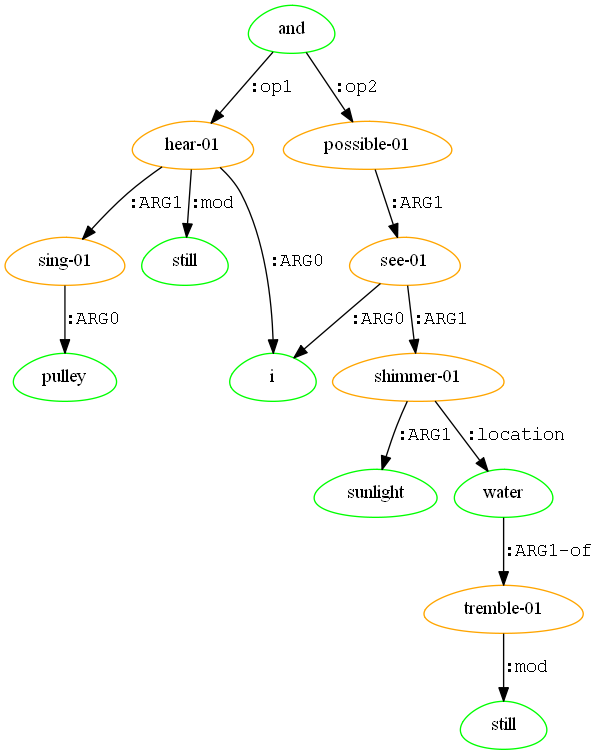 and
:op1 :op2
hear-01 possible-01
:ARG1 :mod :ARG1
:ARG0
sing-01 still see-01
:ARG0 :ARG0 :ARG1
pulley i shimmer-01
:ARG1 :location
sunlight water
:ARG1-of
tremble-01
:mod
still